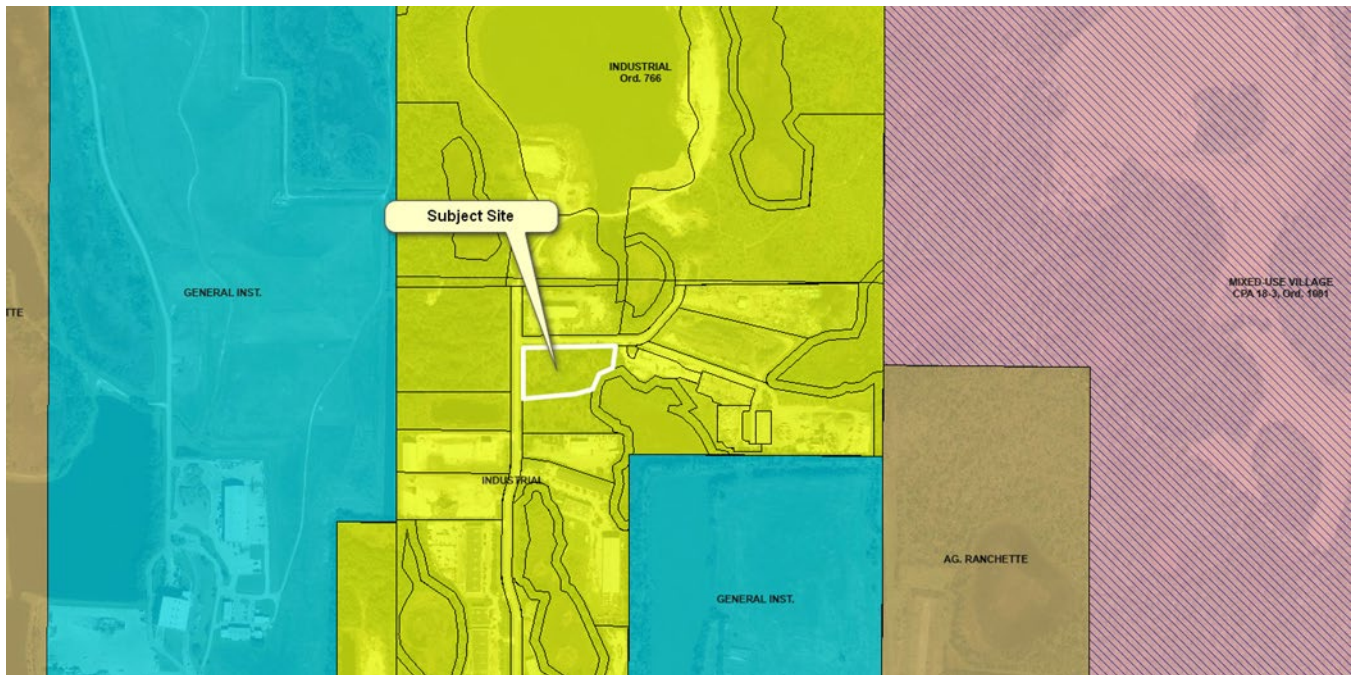 INDUSTRIAL
Ord. 766
Subject Site
GENERAL INST.
MIXED-USE VILLAGE
CPA 18-3, Ord. 1601
TTE
INDUSTRIAL
AG. RANCHETTE
GENERAL INST.